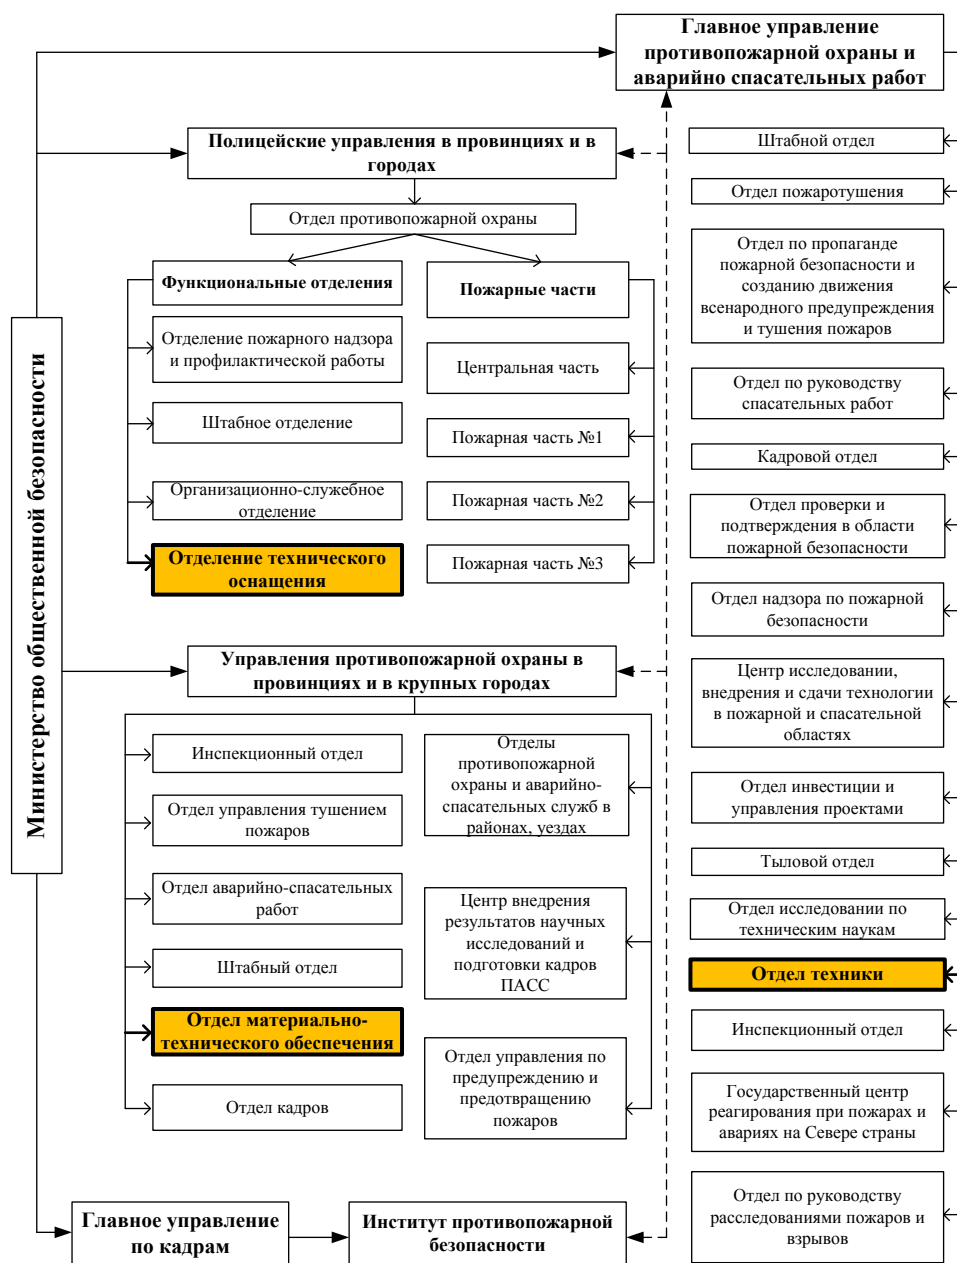 Главное управление
противопожарной охраны и
аварийно спасательных работ
Министерство общественной безопасности
Полицейские управления в провинциях и в
городах
Отдел противопожарной охраны
Функциональные отделения
Отделение пожарного надзора
и профилактической работы
Штабное отделение
Организационно-служебное
отделение
Отделение технического
оснащения
Пожарные части
Центральная часть
Пожарная часть №1
Пожарная часть №2
Пожарная часть №3
Управления противопожарной охраны в
провинциях и в крупных городах
Инспекционный отдел
Отдел управления тушением
пожаров
Отдел аварийно-спасательных
работ
Штабный отдел
Отдел материально-
технического обеспечения
Отдел кадров
Отделы
противопожарной
охраны и аварийно-
спасательных служб в
районах, уездах
Центр внедрения
результатов научных
исследований и
подготовки кадров
ПАСС
Отдел управления по
предупреждению и
предотвращению
пожаров
Главное управление
по кадрам
Институт противопожарной
безопасности
Штабной отдел
Отдел пожаротушения
Отдел по пропаганде
пожарной безопасности и
созданию движения
всенародного предупреждения
и тушения пожаров
Отдел по руководству
спасательных работ
Кадровой отдел
Отдел проверки и
подтверждения в области
пожарной безопасности
Отдел надзора по пожарной
безопасности
Центр исследовании,
внедрения и сдачи технологии
в пожарной и спасательной
областях
Отдел инвестиции и
управления проектами
Тыловой отдел
Отдел исследовании по
техническим наукам
Отдел техники
Инспекционный отдел
Государственный центр
реагирования при пожарах и
авариях на Севере страны
Отдел по руководству
расследованиями пожаров и
взрывов